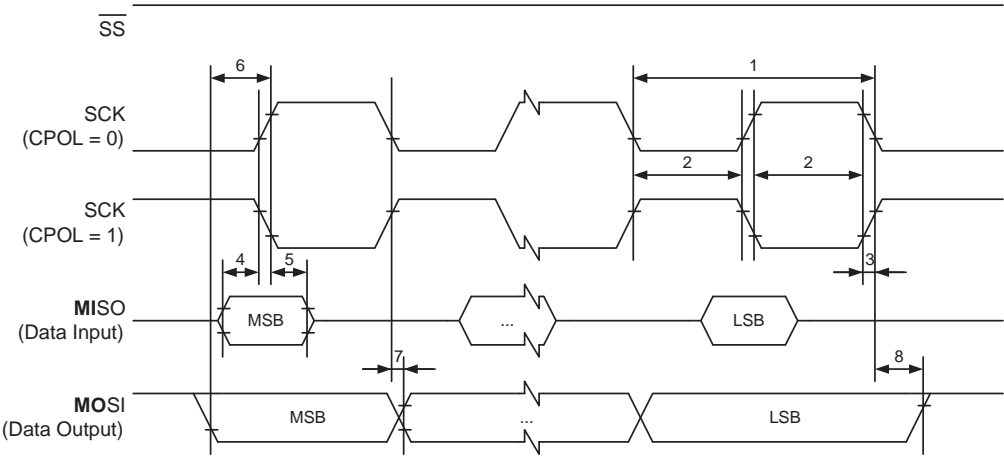 SS
6
1
SCK
(CPOL = 0)
2
2
SCK
(CPOL = 1)
4
5
3
MISO
(Data Input)
MSB
...
LSB
7
8
MOSI
(Data Output)
MSB
...
LSB